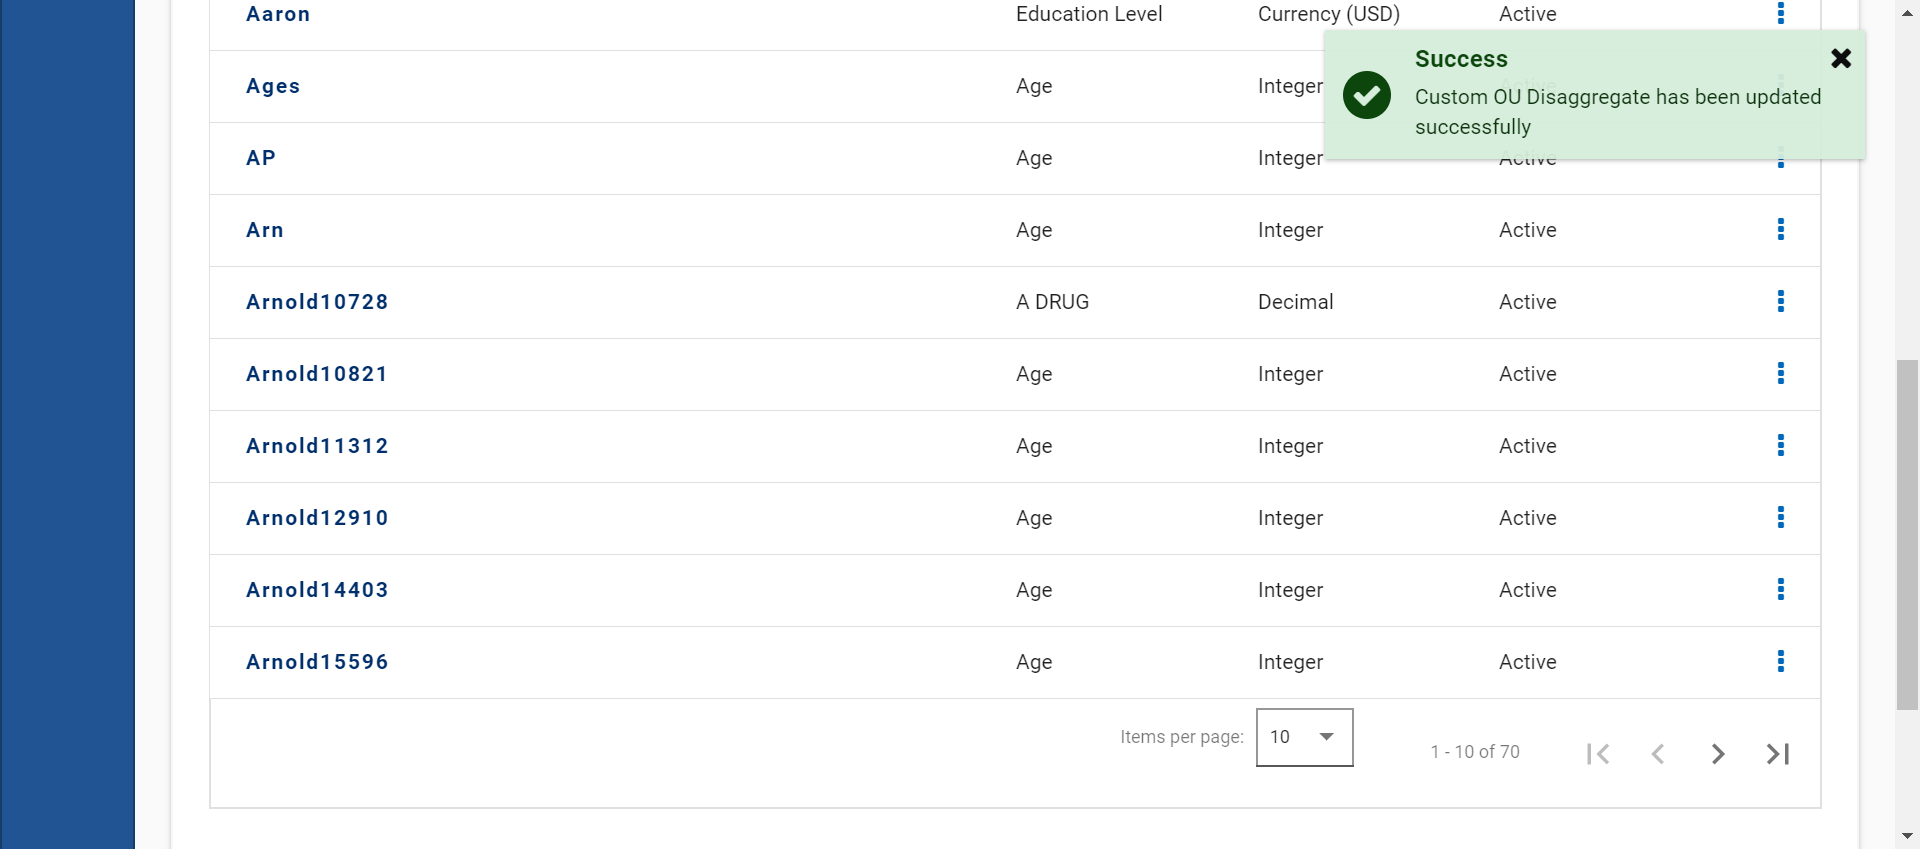 Aaron Education Level Currency (USD) Active
Success
Ages Age Integer
Custom OU Disaggregate has been updated
successfully
AP Age Integer Active
Arn Age Integer Active
Arnold10728 A DRUG Decimal Active
Arnold10821 Age Integer Active
Arnold11312 Age Integer Active
Arnold12910 Age Integer Active
Arnold14403 Age Integer Active
Arnold15596 Age Integer Active
Items per page: 10 1 - 10 of 70